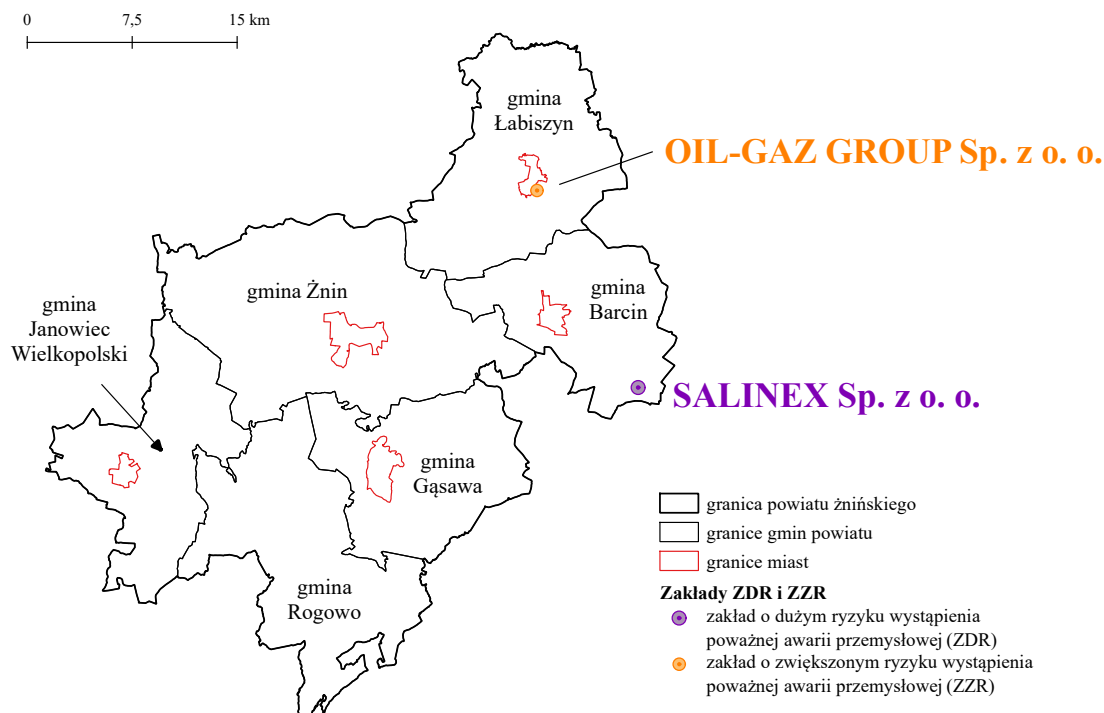 0 7,5 15 km
gmina
Łabiszyn
OIL-GAZ GROUP Sp. z o. o.
gmina Żnin
gmina
Barcin
gmina
Janowiec
Wielkopolski
SALINEX Sp. z o. o.
gmina
Gąsawa
gmina
Rogowo
granica powiatu żnińskiego
granice gmin powiatu
granice miast
Zakłady ZDR i ZZR
zakład o dużym ryzyku wystąpienia
poważnej awarii przemysłowej (ZDR)
zakład o zwiększonym ryzyku wystąpienia
poważnej awarii przemysłowej (ZZR)